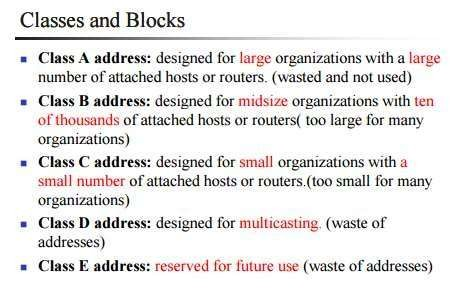 Classes and Blocks
Class A address: designed for large organizations with a large
number of attached hosts or routers. (wasted and not used)
Class B address: designed for midsize organizations with ten
of thousands of attached hosts or routers( too large for many
organizations)
Class C address: designed for small organizations with a
small number of attached hosts or routers.(too small for many
organizations)
Class D address: designed for multicasting. (waste of
addresses)
Class E address: reserved for future use (waste of addresses)